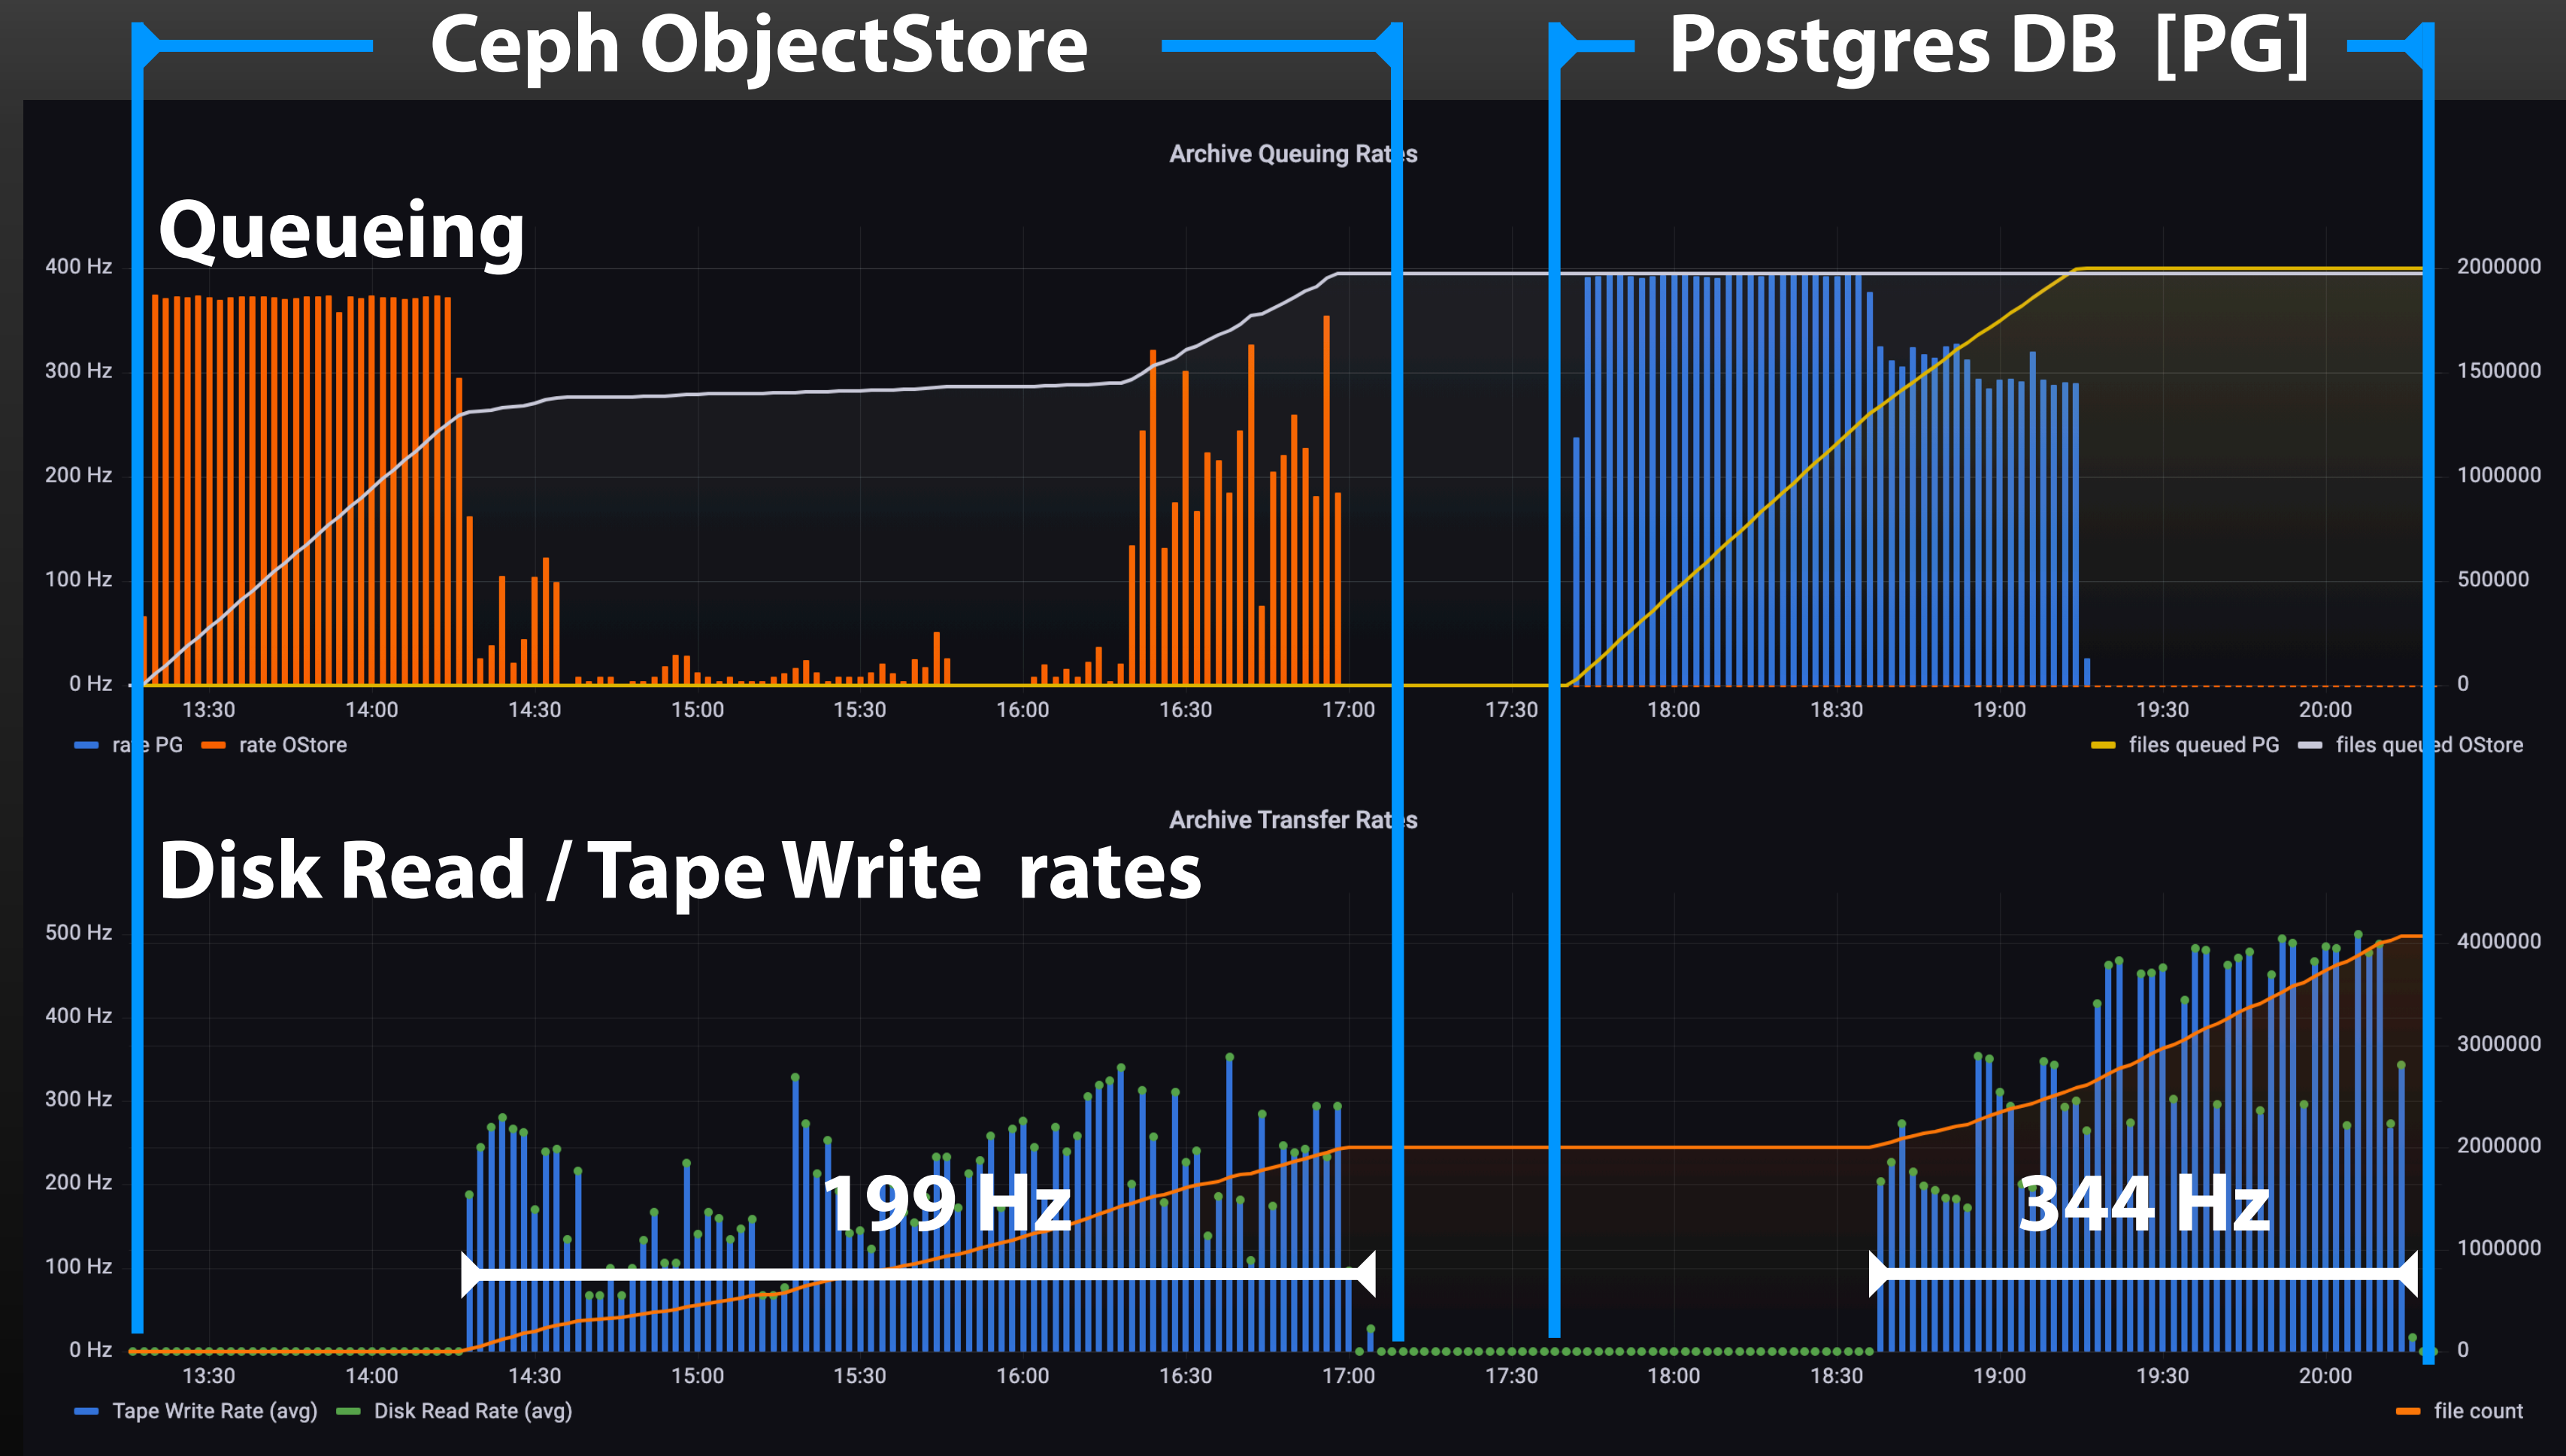 Ceph ObjectStore
Postgres DB [PG]
Archive Queuing Rates
Queueing
400 Hz
300 Hz
200 Hz
100 Hz
0 Hz
2000000
1500000
1000000
500000
0
13:30 14:00 14:30 15:00 15:30 16:00 16:30 17:00 17:30 18:00 18:30 19:00 19:30 20:00
rate PG rate OStore
files queued PG files queued OStore
Archive Transfer Rates
Disk Read / Tape Write rates
500 Hz
400 Hz
300 Hz
200 Hz
100 Hz
0 Hz
4000000
3000000
2000000
1000000
0
199 Hz
344 Hz
13:30 14:00 14:30 15:00 15:30 16:00 16:30 17:00 17:30 18:00 18:30 19:00 19:30 20:00
Tape Write Rate (avg) Disk Read Rate (avg)
file count